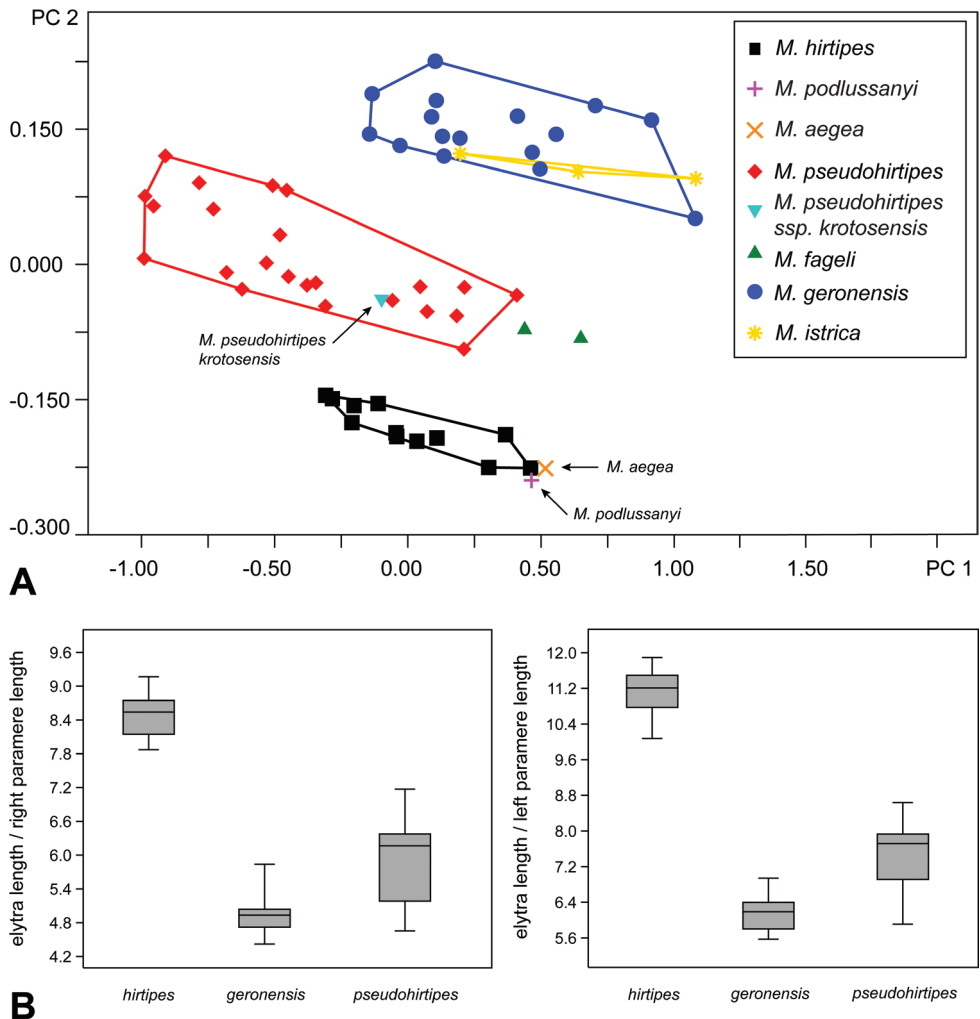 PC 2
0.150
0.000
-0.150
-0.300
-1.00
-0.50
0.00
0.50
1.00
1.50
PC 1
M. hirtipes
M. podlussanyi
M. aegea
M. pseudohirtipes
M. pseudohirtipes
ssp. krotosensis
M. fageli
M. geronensis
M. istrica
M. pseudohirtipes
krotosensis
M. aegea
M. podlussanyi
A
elytra length / right paramere length
9.6
9.0
8.4
7.8
7.2
6.6
6.0
5.4
4.8
4.2
hirtipes
geronensis
pseudohirtipes
elytra length / left paramere length
12.0
11.2
10.4
9.6
8.8
8.0
7.2
6.4
5.6
hirtipes
geronensis
pseudohirtipes
B